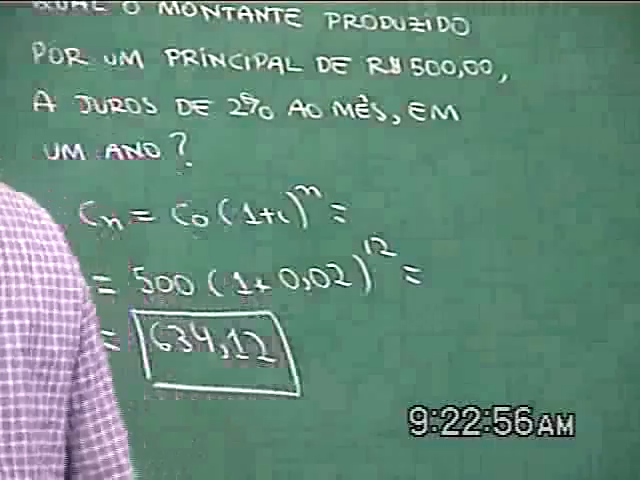 QUAL O MONTANTE PRODUZIDO
POR UM PRINCIPAL DE R$ 500,00,
A JUROS DE 2% AO MÊS, EM
UM ANO?
Cn = C0 (1+i)^n =
= 500 (1+0,02)^12 =
= 634,12
9:22:56AM